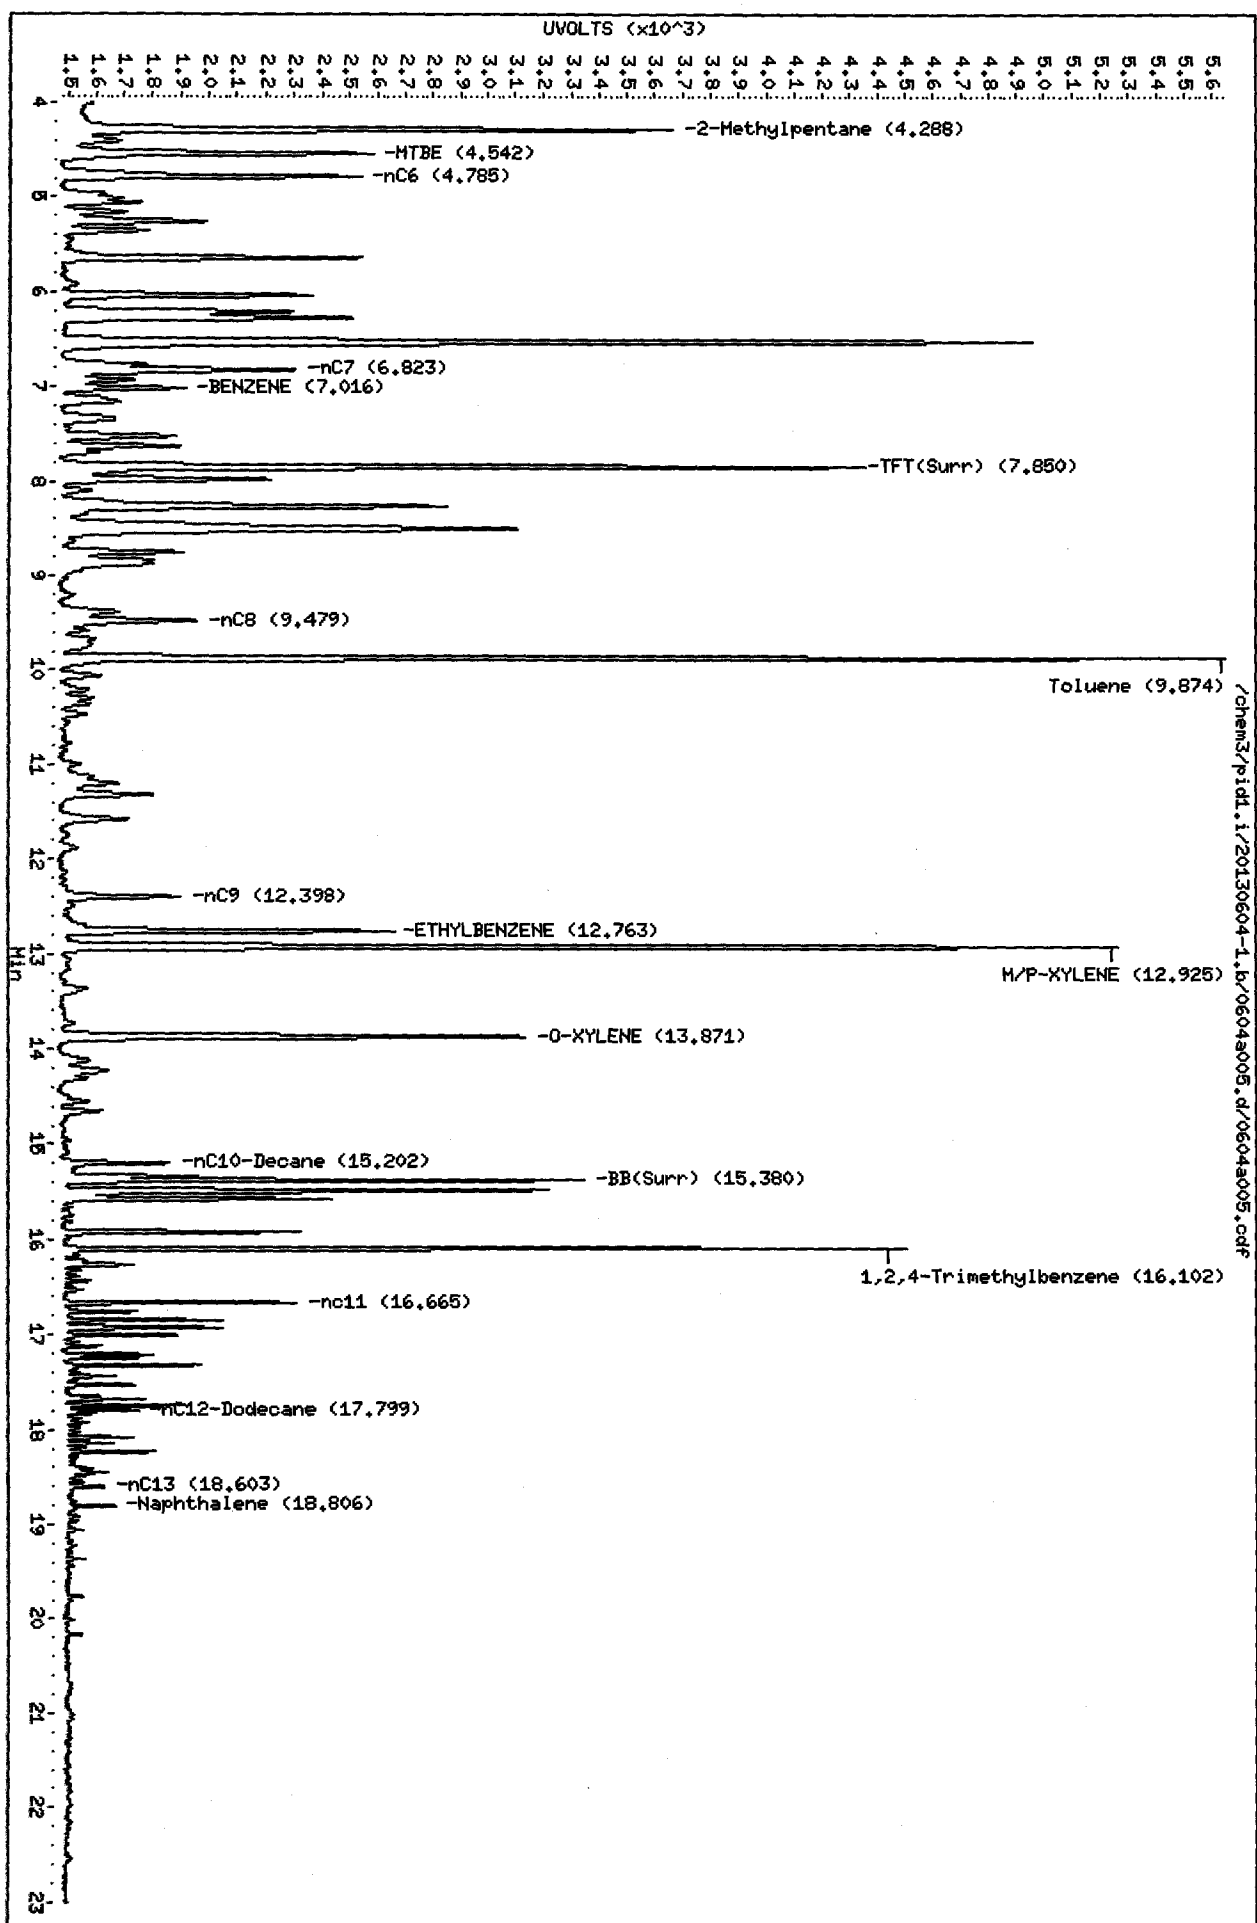 UVOLTS (x10^3)
1.5
1.6
1.7
1.8
1.9
2.0
2.1
2.2
2.3
2.4
2.5
2.6
2.7
2.8
2.9
3.0
3.1
3.2
3.3
3.4
3.5
3.6
3.7
3.8
3.9
4.0
4.1
4.2
4.3
4.4
4.5
4.6
4.7
4.8
4.9
5.0
5.1
5.2
5.3
5.4
5.5
5.6
4
-2-Methylpentane (4.288)
-MTBE (4.542)
-nC6 (4.785)
5
6
-nC7 (6.823)
7
-BENZENE (7.016)
-TFT(Surr) (7.850)
8
9
-nC8 (9.479)
10
Toluene (9.874)
11
12
-nC9 (12.398)
-ETHYLBENZENE (12.763)
13
Min
M/P-XYLENE (12.925)
-O-XYLENE (13.871)
14
15
-nC10-Decane (15.202)
-BB(Surr) (15.380)
16
1,2,4-Trimethylbenzene (16.102)
-nc11 (16.665)
17
-nC12-Dodecane (17.799)
18
-nC13 (18.603)
-Naphthalene (18.806)
19
20
21
22
23
/chem3/pid1.i/20130604-1.b/0604a005.d/0604a005.cdf